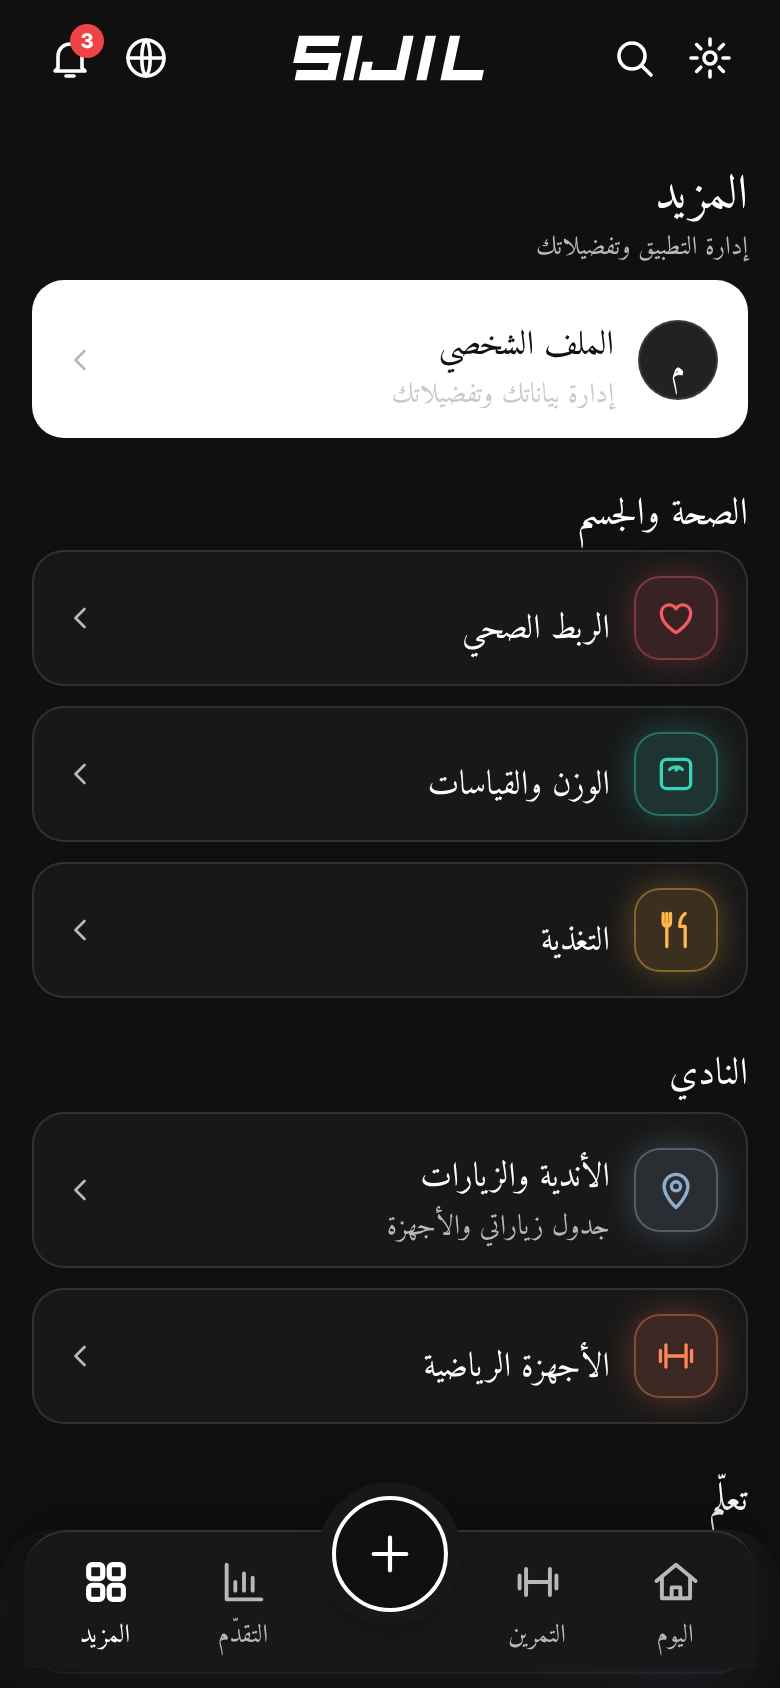 3
SIJIL
المزيد
إدارة التطبيق وتفضيلاتك
م
الملف الشخصي
إدارة بياناتك وتفضيلاتك
الصحة والجسم
الربط الصحي
الوزن والقياسات
التغذية
النادي
الأندية والزيارات
جدول زياراتي والأجهزة
الأجهزة الرياضية
تعلّم
اليوم
التمرين
التقدّم
المزيد